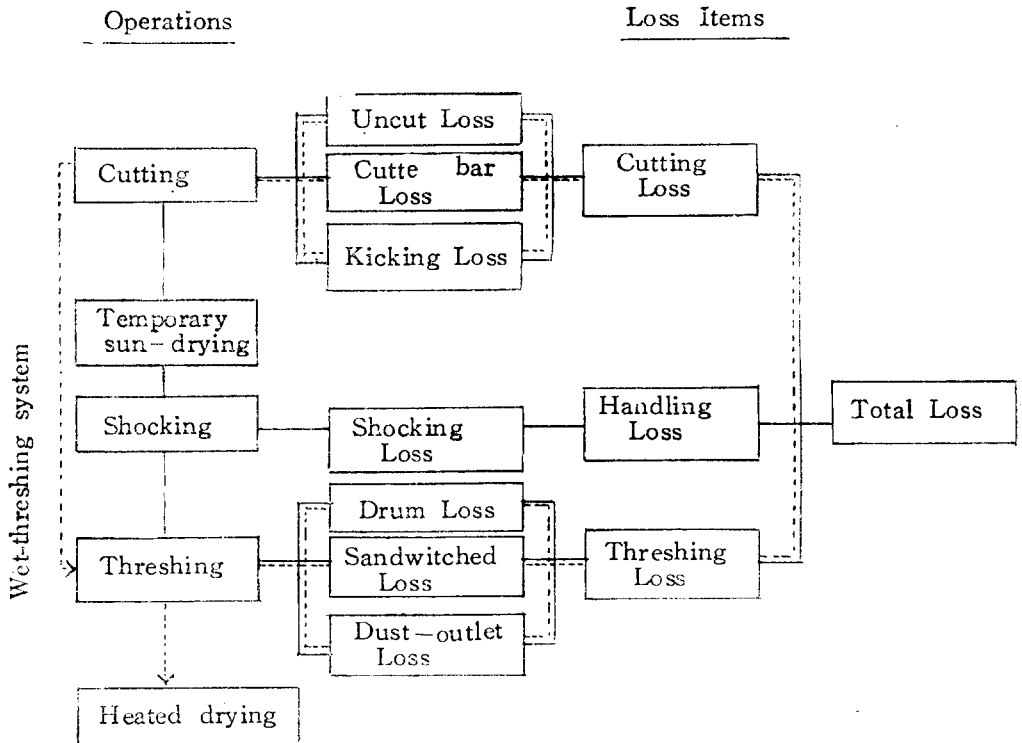 Operations
Loss Items
Uncut Loss
Cutting
Cutte bar
Loss
Cutting
Loss
Kicking Loss
Temporary
sun-drying
Wet-threshing system
Shocking
Shocking
Loss
Handling
Loss
Total Loss
Drum Loss
Threshing
Sandwitched
Loss
Threshing
Loss
Dust-outlet
Loss
Heated drying